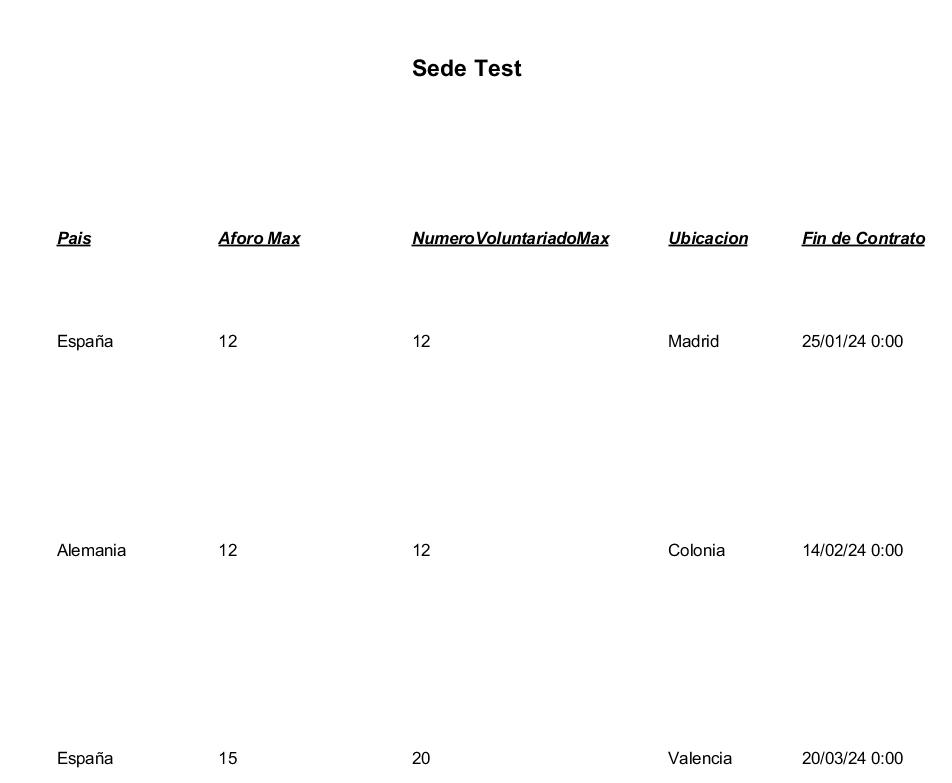 Sede Test
Pais Aforo Max NumeroVoluntariadoMax Ubicacion Fin de Contrato
España 12 12 Madrid 25/01/24 0:00
Alemania 12 12 Colonia 14/02/24 0:00
España 15 20 Valencia 20/03/24 0:00